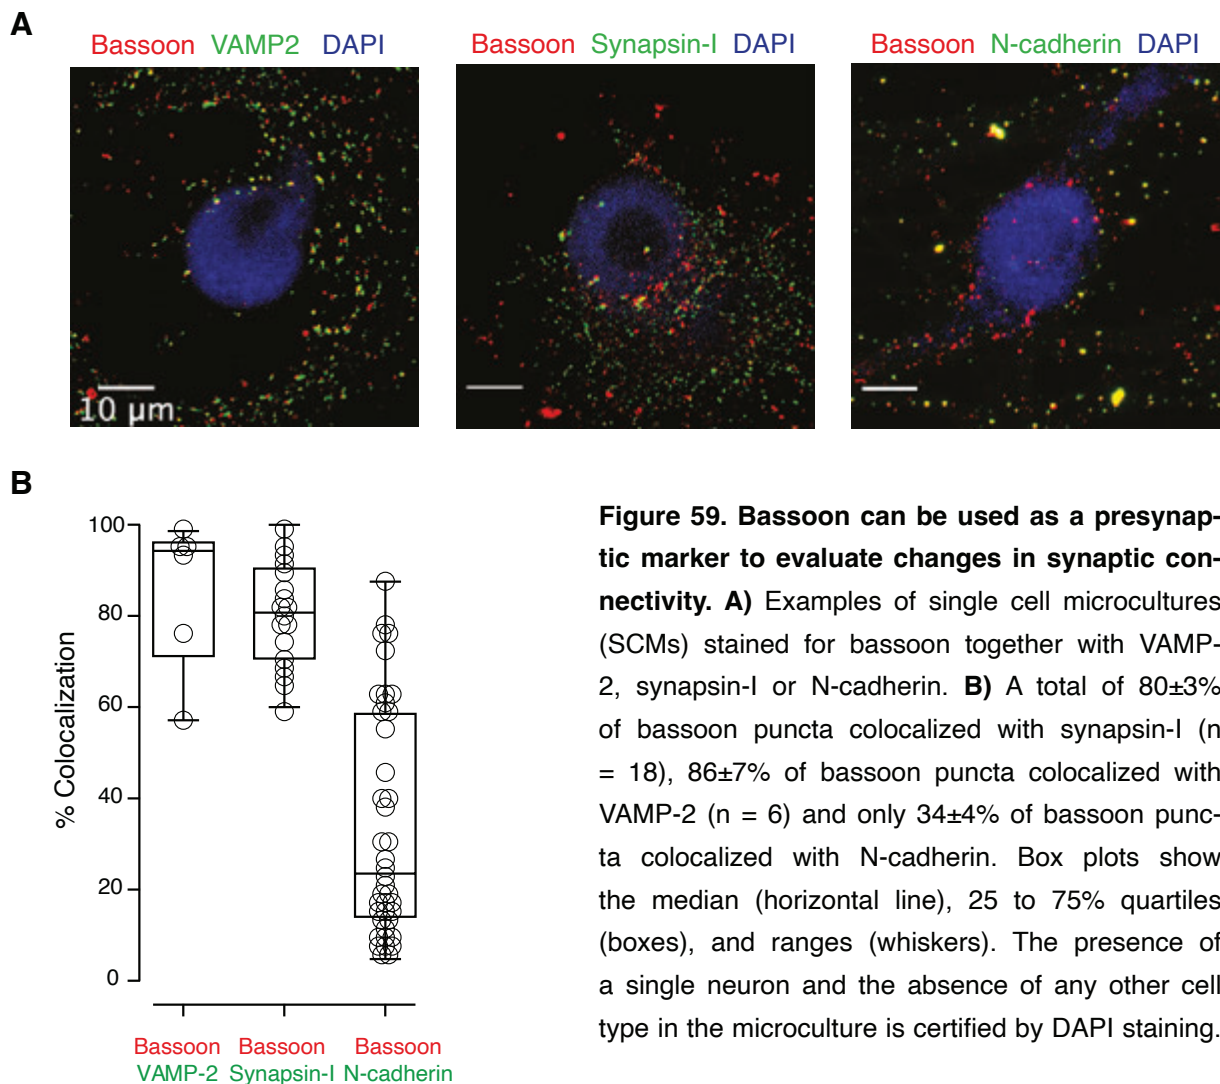 A
Bassoon VAMP2 DAPI
Bassoon Synapsin-I DAPI
Bassoon N-cadherin DAPI
10 µm
B
% Colocalization
100
80
60
40
20
0
Bassoon Bassoon Bassoon
VAMP-2 Synapsin-I N-cadherin
Figure 59. Bassoon can be used as a presynap-
tic marker to evaluate changes in synaptic con-
nectivity. A) Examples of single cell microcultures
(SCMs) stained for bassoon together with VAMP-
2, synapsin-I or N-cadherin. B) A total of 80±3%
of bassoon puncta colocalized with synapsin-I (n
= 18), 86±7% of bassoon puncta colocalized with
VAMP-2 (n = 6) and only 34±4% of bassoon punc-
ta colocalized with N-cadherin. Box plots show
the median (horizontal line), 25 to 75% quartiles
(boxes), and ranges (whiskers). The presence of
a single neuron and the absence of any other cell
type in the microculture is certified by DAPI staining.